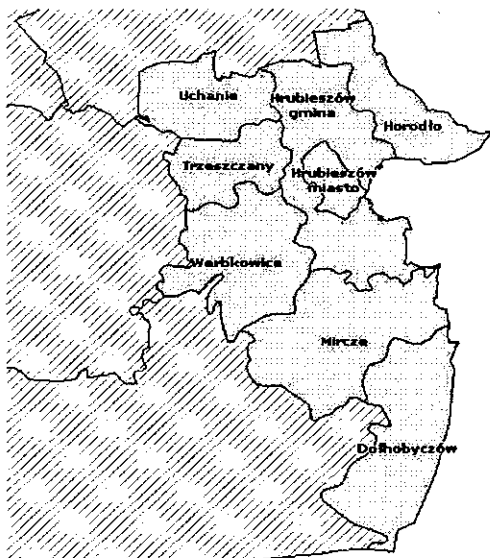 Uchanie
Hrubieszów
gmina
Horodło
Trzeszczany
Hrubieszów
miasto
Werbkowice
Mircze
Dołhobyczów